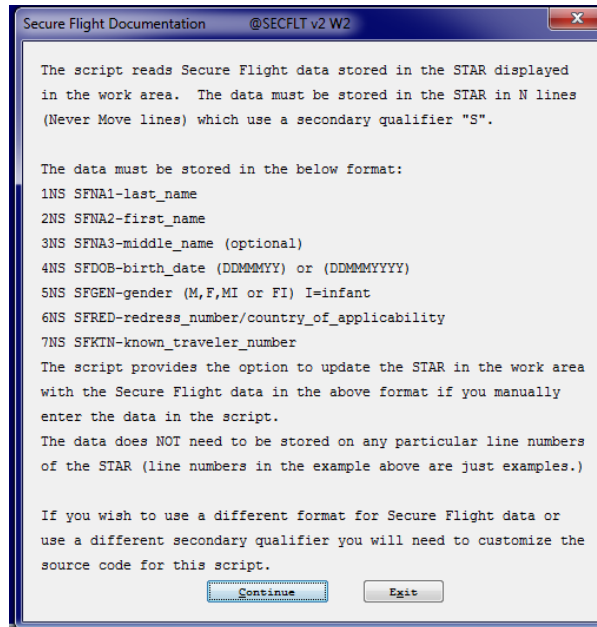 Secure Flight Documentation @SECFLT v2 W2
The script reads Secure Flight data stored in the STAR displayed
in the work area. The data must be stored in the STAR in N lines
(Never Move lines) which use a secondary qualifier "S".
The data must be stored in the below format:
1NS SFNA1-last_name
2NS SFNA2-first_name
3NS SFNA3-middle_name (optional)
4NS SFDOB-birth_date (DDMMMYY) or (DDMMMYYYY)
5NS SFGEN-gender (M,F,MI or FI) I=infant
6NS SFRED-redress_number/country_of_applicability
7NS SFKTN-known_traveler_number
The script provides the option to update the STAR in the work area
with the Secure Flight data in the above format if you manually
enter the data in the script.
The data does NOT need to be stored on any particular line numbers
of the STAR (line numbers in the example above are just examples.)
If you wish to use a different format for Secure Flight data or
use a different secondary qualifier you will need to customize the
source code for this script.
Continue Exit